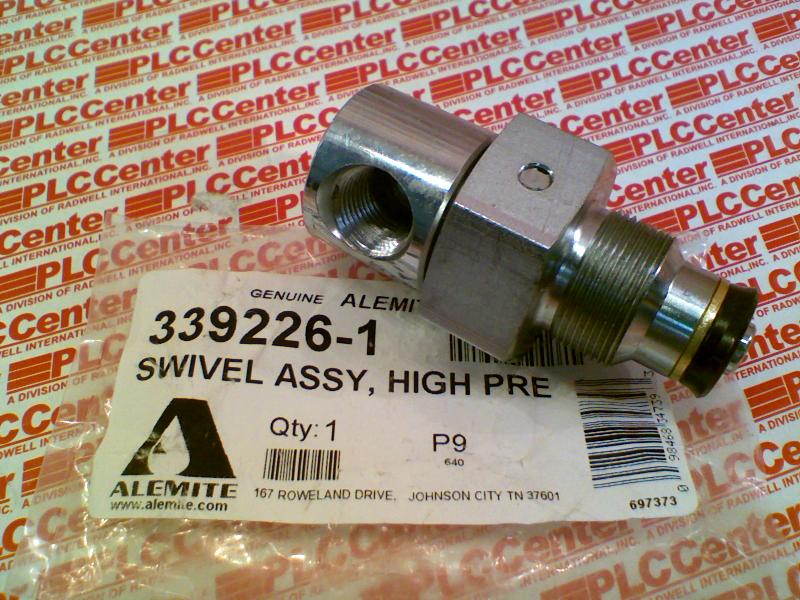 PLCCenter
A DIVISION OF RADWELL INTERNATIONAL, INC.
GENUINE ALEMIT
339226-1
SWIVEL ASSY, HIGH PRE
Qty: 1
P9
640
ALEMITE
www.alemite.com
167 ROWELAND DRIVE, JOHNSON CITY TN 37601
697373